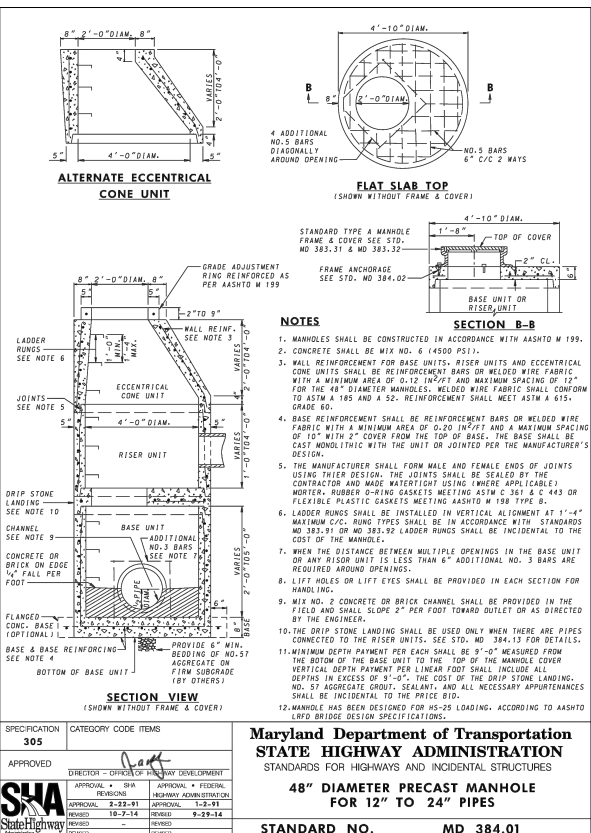 8" 2'-0"DIAM. 8"
4"
VARIES
2'-0"TO4'-0"
4"
5" 4'-0"DIAM. 5"
ALTERNATE ECCENTRICAL
CONE UNIT
4'-10"DIAM.
B B
8" 2'-0"DIAM.
4 ADDITIONAL
NO.5 BARS
DIAGONALLY
AROUND OPENING
NO.5 BARS
6" C/C 2 WAYS
FLAT SLAB TOP
(SHOWN WITHOUT FRAME & COVER)
4'-10"DIAM.
1'-8"
STANDARD TYPE A MANHOLE
FRAME & COVER SEE STD.
MD 383.31 & MD 383.32
TOP OF COVER
2" CL.
6"
FRAME ANCHORAGE
SEE STD. MD 384.02
BASE UNIT OR
RISER UNIT
SECTION B-B
GRADE ADJUSTMENT
RING REINFORCED AS
PER AASHTO M 199
8" 2'-0"DIAM. 8"
5" 5"
2"TO 9"
WALL REINF.
SEE NOTE 3
LADDER
RUNGS
SEE NOTE 6
1'-0"
MIN.
1'-4"
MAX.
VARIES
2'-0"TO4'-0"
ECCENTRICAL
CONE UNIT
4"
JOINTS
SEE NOTE 5
5" 4'-0"DIAM. 5"
RISER UNIT
VARIES
1'-0"TO4'-0"
DRIP STONE
LANDING
SEE NOTE 10
CHANNEL
SEE NOTE 9
BASE UNIT
ADDITIONAL
NO.3 BARS
SEE NOTE 7
CONCRETE OR
BRICK ON EDGE
1/4" FALL PER
FOOT
1/2 PIPE
DIAM.
VARIES
2'-0"TO5'-0"
6"
FLANGED
CONC. BASE
(OPTIONAL)
8"
BASE
BASE & BASE REINFORCING
SEE NOTE 4
BOTTOM OF BASE UNIT
PROVIDE 6" MIN.
BEDDING OF NO.57
AGGREGATE ON
FIRM SUBGRADE
(BY OTHERS)
SECTION VIEW
(SHOWN WITHOUT FRAME & COVER)
NOTES
1. MANHOLES SHALL BE CONSTRUCTED IN ACCORDANCE WITH AASHTO M 199.
2. CONCRETE SHALL BE MIX NO. 6 (4500 PSI).
3. WALL REINFORCEMENT FOR BASE UNITS, RISER UNITS AND ECCENTRICAL
CONE UNITS SHALL BE REINFORCEMENT BARS OR WELDED WIRE FABRIC
WITH A MINIMUM AREA OF 0.12 IN2/FT AND MAXIMUM SPACING OF 12"
FOR THE 48" DIAMETER MANHOLES. WELDED WIRE FABRIC SHALL CONFORM
TO ASTM A 185 AND A 52. REINFORCEMENT SHALL MEET ASTM A 615,
GRADE 60.
4. BASE REINFORCEMENT SHALL BE REINFORCEMENT BARS OR WELDED WIRE
FABRIC WITH A MINIMUM AREA OF 0.20 IN2/FT AND A MAXIMUM SPACING
OF 10" WITH 2" COVER FROM THE TOP OF BASE. THE BASE SHALL BE
CAST MONOLITHIC WITH THE UNIT OR JOINTED PER THE MANUFACTURER'S
DESIGN.
5. THE MANUFACTURER SHALL FORM MALE AND FEMALE ENDS OF JOINTS
USING THIER DESIGN. THE JOINTS SHALL BE SEALED BY THE
CONTRACTOR AND MADE WATERTIGHT USING (WHERE APPLICABLE)
MORTER, RUBBER O-RING GASKETS MEETING ASTM C 361 & C 443 OR
FLEXIBLE PLASTIC GASKETS MEETING AASHTO M 198 TYPE B.
6. LADDER RUNGS SHALL BE INSTALLED IN VERTICAL ALIGNMENT AT 1'-4"
MAXIMUM C/C. RUNG TYPES SHALL BE IN ACCORDANCE WITH STANDARDS
MD 383.91 OR MD 383.92 LADDER RUNGS SHALL BE INCIDENTAL TO THE
COST OF THE MANHOLE.
7. WHEN THE DISTANCE BETWEEN MULTIPLE OPENINGS IN THE BASE UNIT
OR ANY RISOR UNIT IS LESS THAN 6" ADDITIONAL NO. 3 BARS ARE
REQUIRED AROUND OPENINGS.
8. LIFT HOLES OR LIFT EYES SHALL BE PROVIDED IN EACH SECTION FOR
HANDLING.
9. MIX NO. 2 CONCRETE OR BRICK CHANNEL SHALL BE PROVIDED IN THE
FIELD AND SHALL SLOPE 2" PER FOOT TOWARD OUTLET OR AS DIRECTED
BY THE ENGINEER.
10. THE DRIP STONE LANDING SHALL BE USED ONLY WHEN THERE ARE PIPES
CONNECTED TO THE RISER UNITS. SEE STD. MD 384.13 FOR DETAILS.
11. MINIMUM DEPTH PAYMENT PER EACH SHALL BE 9'-0" MEASURED FROM
THE BOTOM OF THE BASE UNIT TO THE TOP OF THE MANHOLE COVER
VERTICAL DEPTH PAYMENT PER LINEAR FOOT SHALL INCLUDE ALL
DEPTHS IN EXCESS OF 9'-0". THE COST OF THE DRIP STONE LANDING,
NO. 57 AGGREGATE GROUT, SEALANT, AND ALL NECESSARY APPURTENANCES
SHALL BE INCIDENTAL TO THE PRICE BID.
12. MANHOLE HAS BEEN DESIGNED FOR HS-25 LOADING, ACCORDING TO AASHTO
LRFD BRIDGE DESIGN SPECIFICATIONS.
SPECIFICATION
305
CATEGORY CODE ITEMS
APPROVED
DIRECTOR - OFFICE OF HIGHWAY DEVELOPMENT
SHA
StateHighway
APPROVAL • SHA
REVISIONS
APPROVAL • FEDERAL
HIGHWAY ADMINISTRATION
APPROVAL 2-22-91 APPROVAL 1-2-91
REVISED 10-7-14 REVISED 9-29-14
REVISED - REVISED
Maryland Department of Transportation
STATE HIGHWAY ADMINISTRATION
STANDARDS FOR HIGHWAYS AND INCIDENTAL STRUCTURES
48" DIAMETER PRECAST MANHOLE
FOR 12" TO 24" PIPES
STANDARD NO. MD 384.01